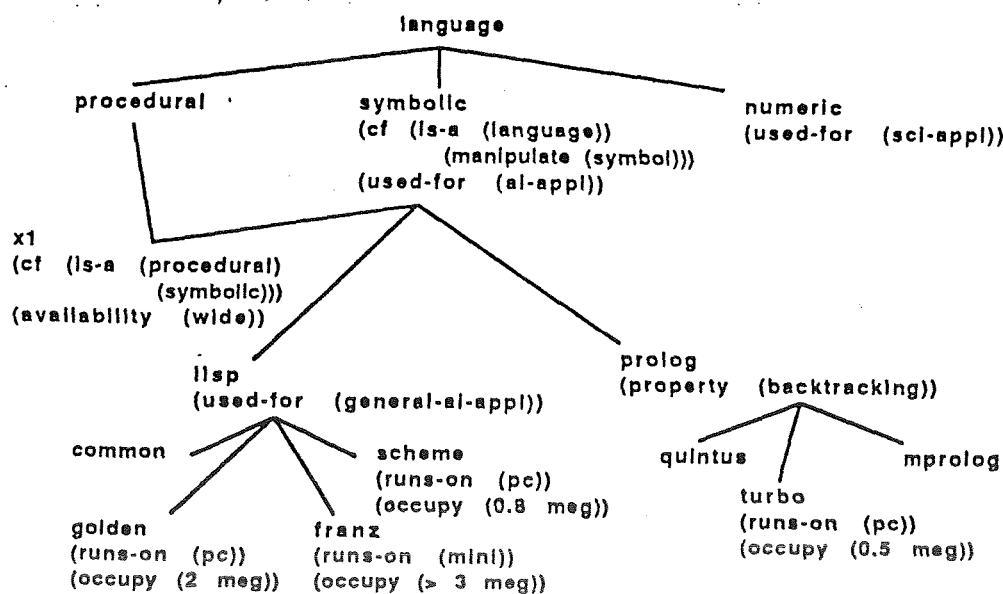 language
procedural
symbolic
(cf (is-a (language))
(manipulate (symbol)))
(used-for (ai-appl))
numeric
(used-for (sci-appl))
x1
(cf (is-a (procedural)
(symbolic)))
(availability (wide))
lisp
(used-for (general-ai-appl))
prolog
(property (backtracking))
common
scheme
(runs-on (pc))
(occupy (0.8 meg))
golden
(runs-on (pc))
(occupy (2 meg))
franz
(runs-on (mini))
(occupy (> 3 meg))
quintus
turbo
(runs-on (pc))
(occupy (0.5 meg))
mprolog